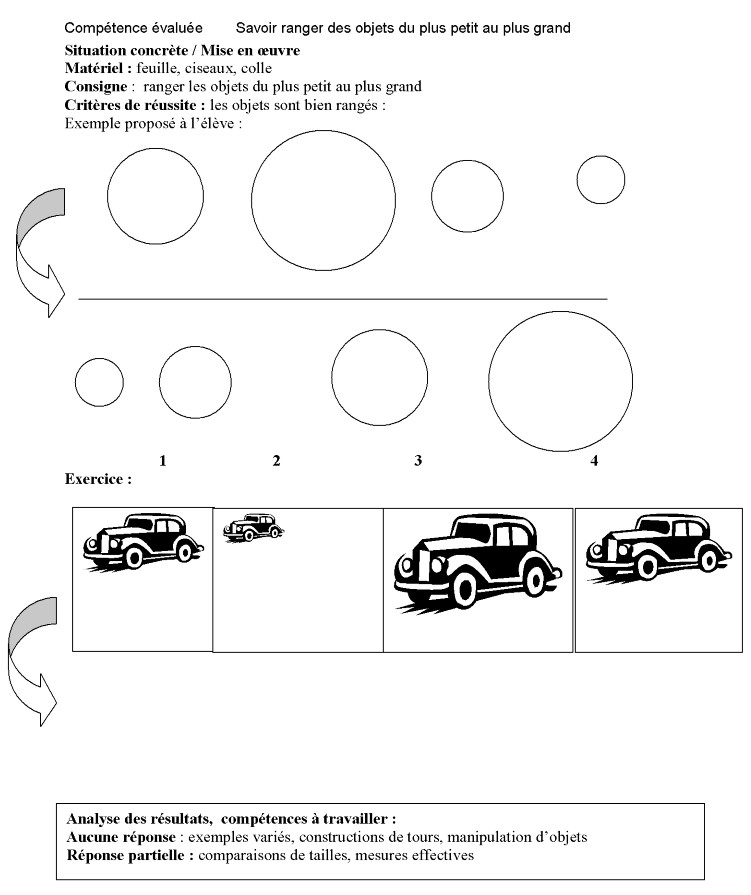 Compétence évaluée Savoir ranger des objets du plus petit au plus grand
Situation concrète / Mise en œuvre
Matériel : feuille, ciseaux, colle
Consigne : ranger les objets du plus petit au plus grand
Critères de réussite : les objets sont bien rangés :
Exemple proposé à l'élève :
1 2 3 4
Exercice :
Analyse des résultats, compétences à travailler :
Aucune réponse : exemples variés, constructions de tours, manipulation d'objets
Réponse partielle : comparaisons de tailles, mesures effectives